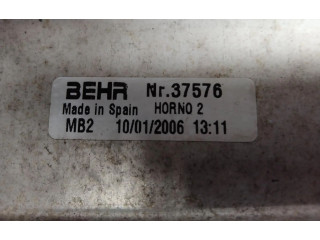 BEHR Nr.37576
Made in Spain HORNO 2
MB2 10/01/2006 13:11